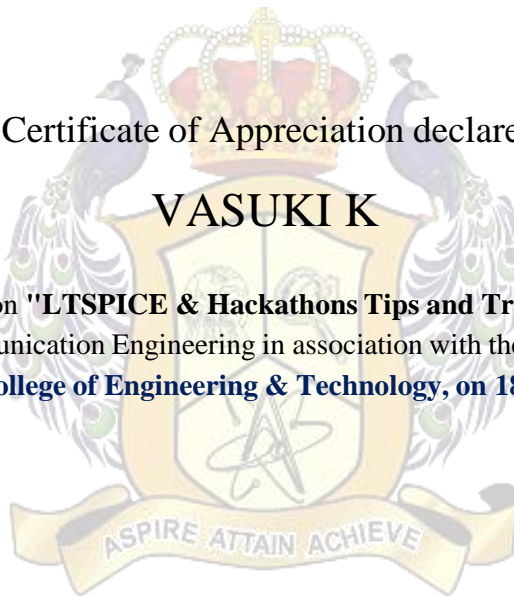 Certificate of Appreciation declare
VASUKI K
on "LTSPICE & Hackathons Tips and Tr
unication Engineering in association with the
ollege of Engineering & Technology, on 18
ASPIRE ATTAIN ACHIEVE